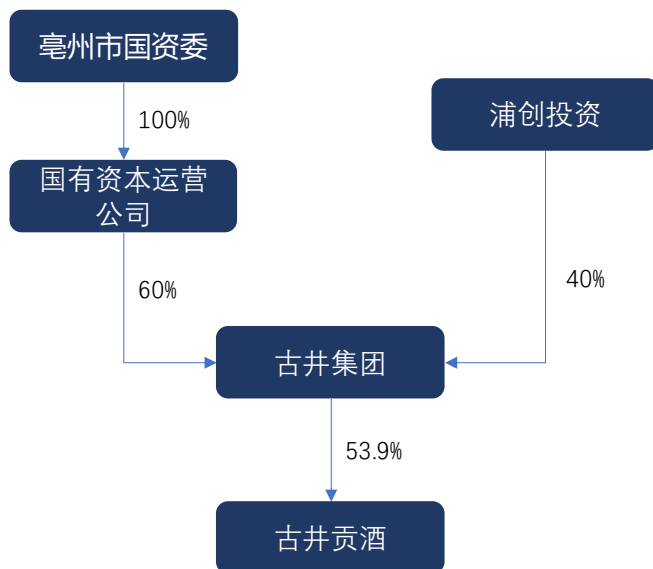 亳州市国资委
浦创投资
100%
国有资本运营
公司
60%
40%
古井集团
53.9%
古井贡酒